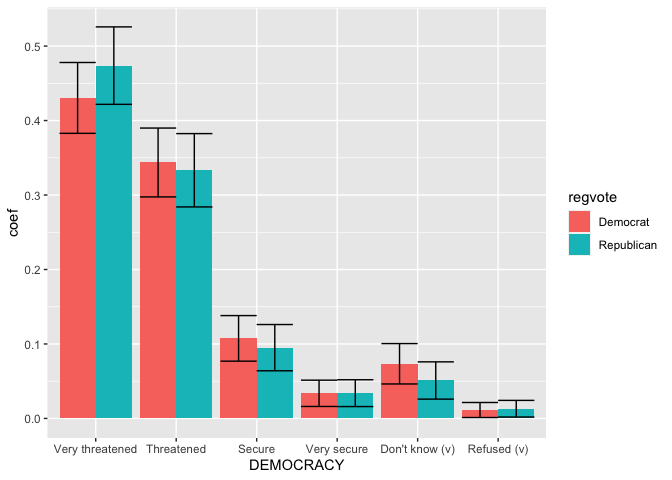 0.5
0.4
0.3
0.2
0.1
0.0
coef
Very threatened
Threatened
Secure
Very secure
Don't know (v)
Refused (v)
DEMOCRACY
regvote
Democrat
Republican